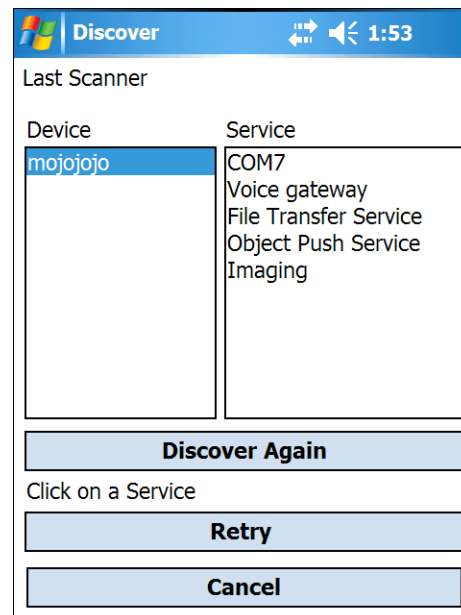 Discover 1:53
Last Scanner
Device Service
mojojojo COM7
Voice gateway
File Transfer Service
Object Push Service
Imaging
Discover Again
Click on a Service
Retry
Cancel